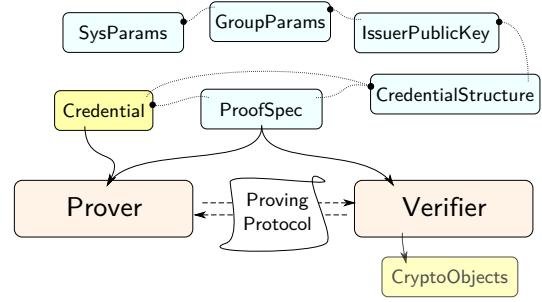 SysParams
GroupParams
IssuerPublicKey
CredentialStructure
Credential
ProofSpec
Prover
Proving
Protocol
Verifier
CryptoObjects